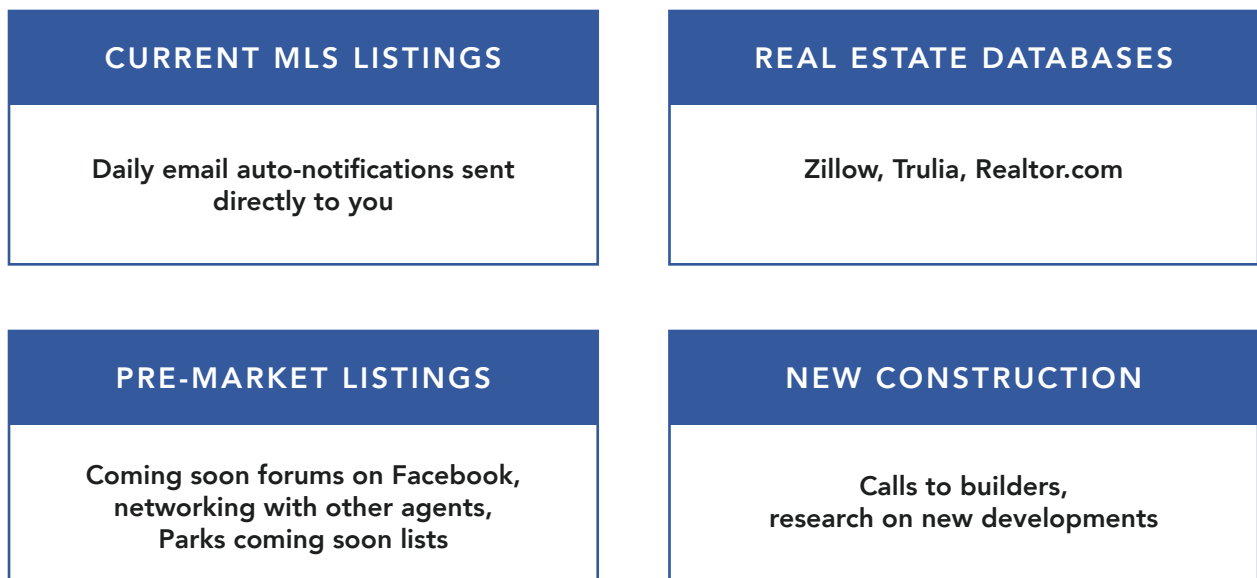 CURRENT MLS LISTINGS
Daily email auto-notifications sent
directly to you
REAL ESTATE DATABASES
Zillow, Trulia, Realtor.com
PRE-MARKET LISTINGS
Coming soon forums on Facebook,
networking with other agents,
Parks coming soon lists
NEW CONSTRUCTION
Calls to builders,
research on new developments